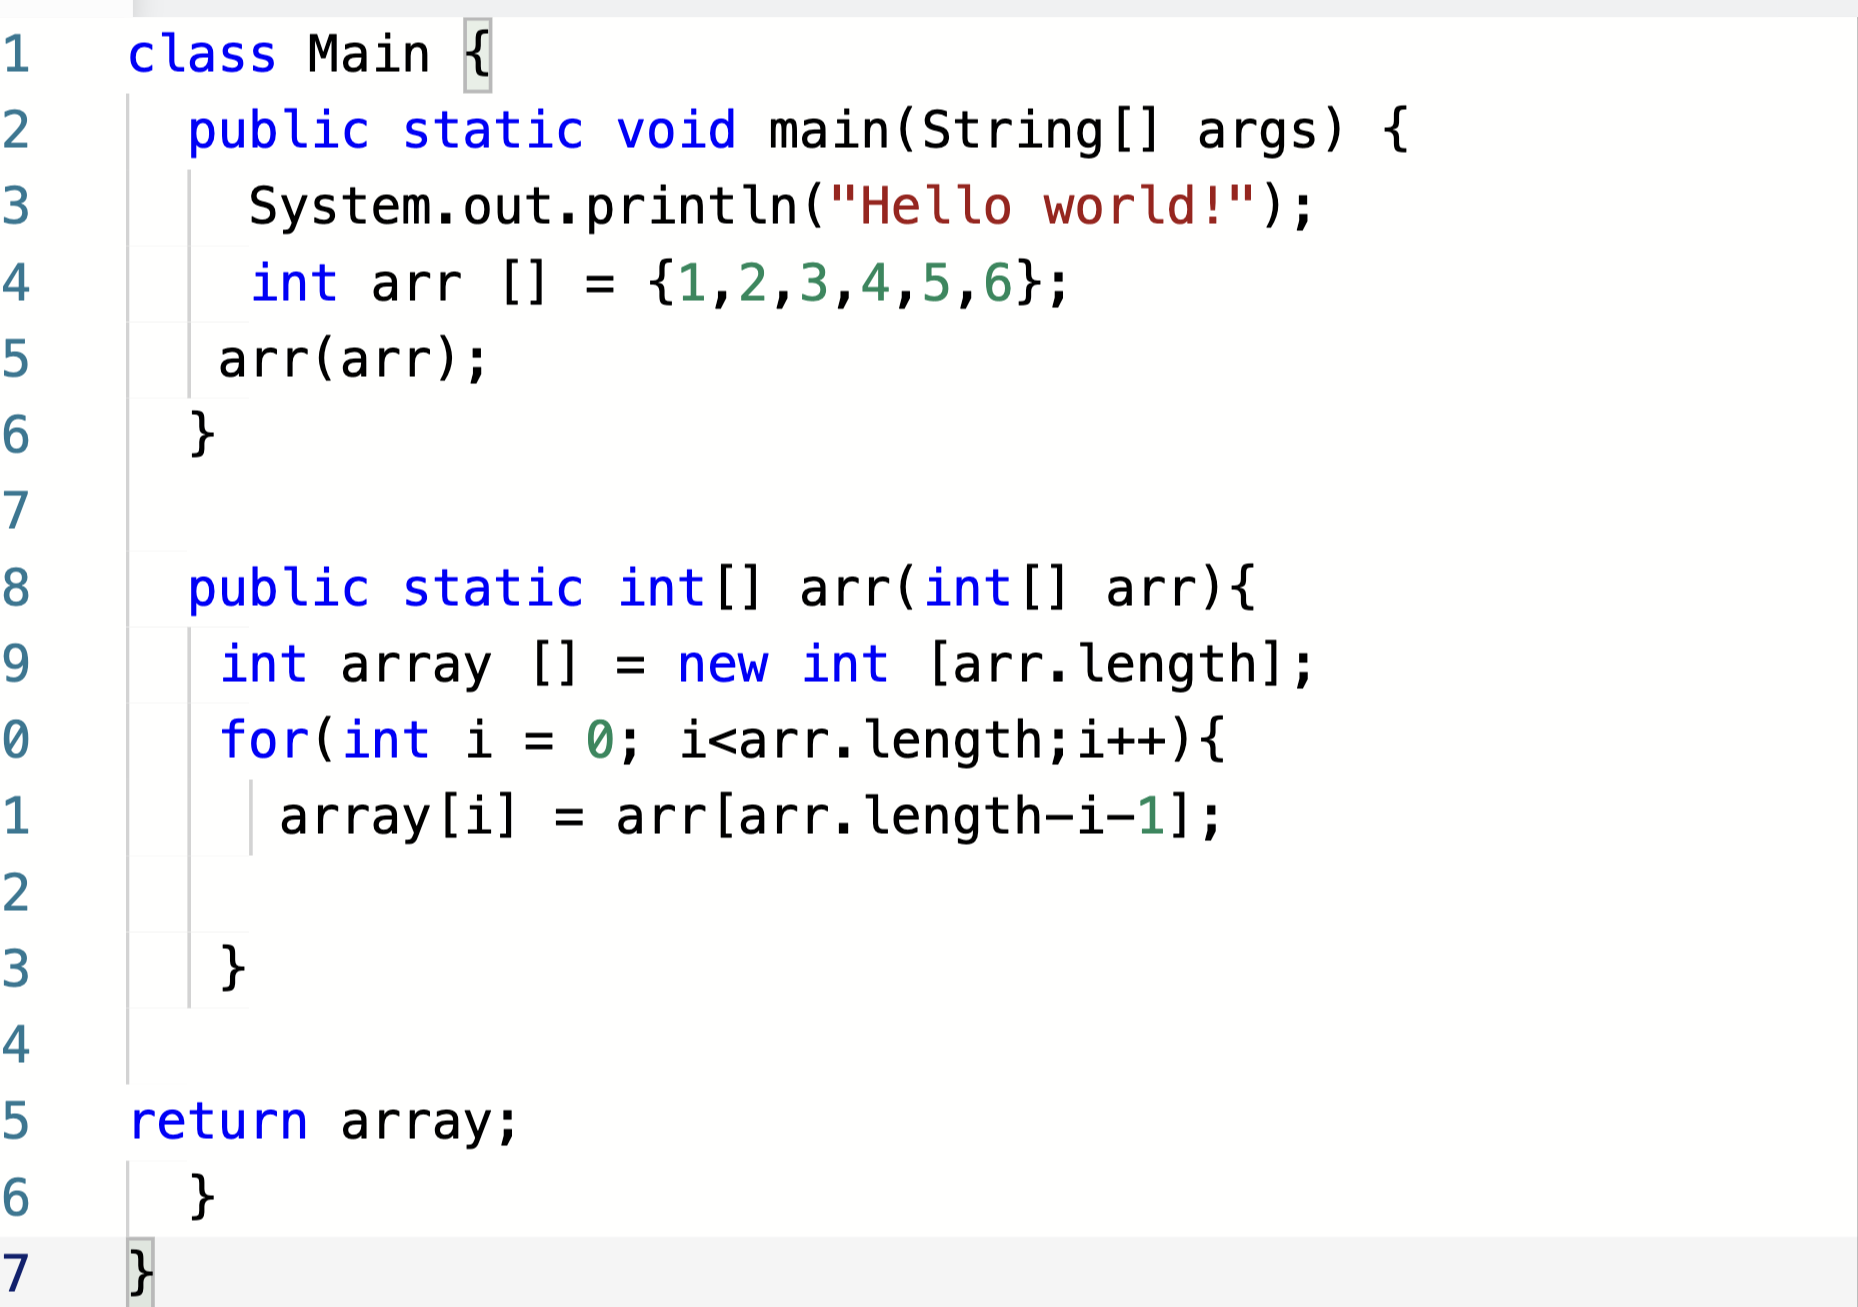 1 class Main {
2 public static void main(String[] args) {
3 System.out.println("Hello world!");
4 int arr [] = {1,2,3,4,5,6};
5 arr(arr);
6 }
7
8 public static int[] arr(int[] arr){
9 int array [] = new int [arr.length];
0 for(int i = 0; i<arr.length;i++){
1 array[i] = arr[arr.length-i-1];
2
3 }
4
5 return array;
6 }
7 }